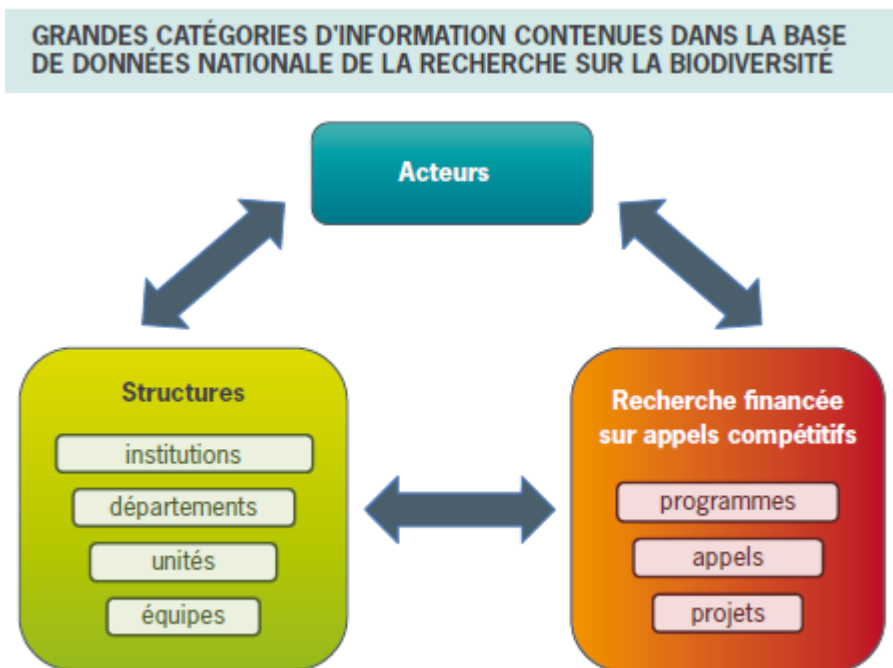 GRANDES CATÉGORIES D'INFORMATION CONTENUES DANS LA BASE
DE DONNÉES NATIONALE DE LA RECHERCHE SUR LA BIODIVERSITÉ
Acteurs
Structures
institutions
départements
unités
équipes
Recherche financée
sur appels compétitifs
programmes
appels
projets